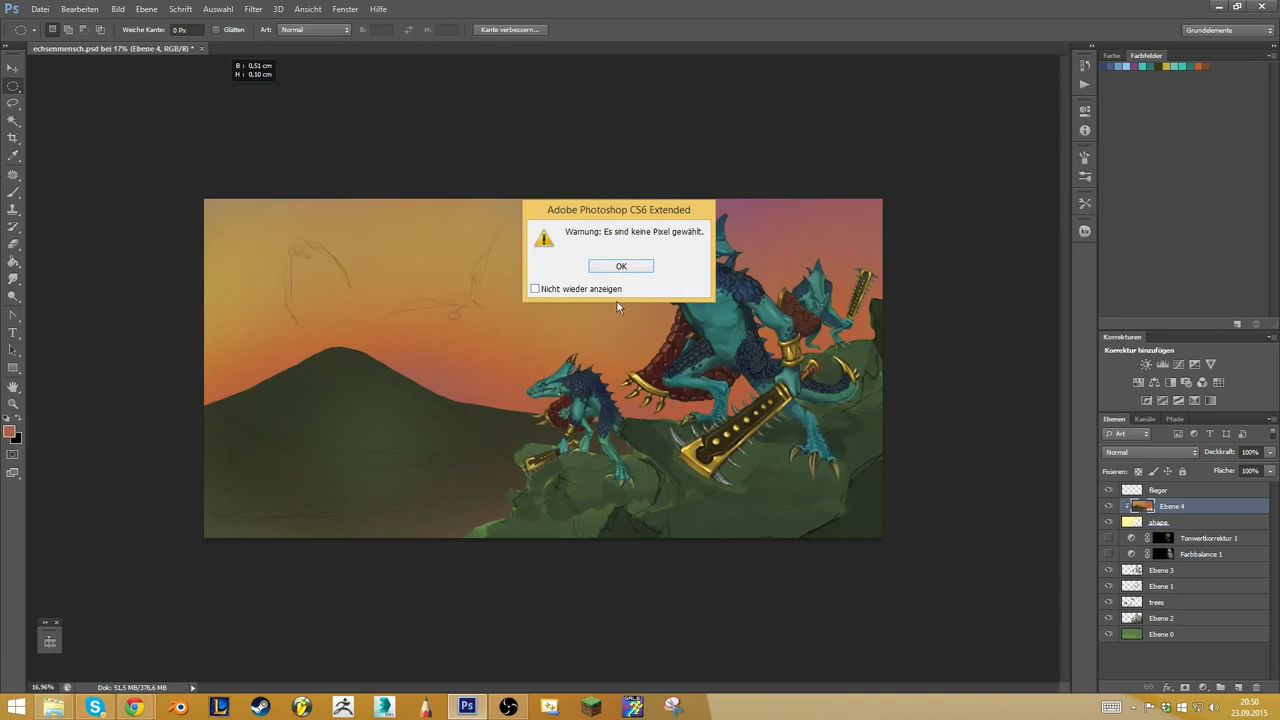 Ps Datei Bearbeiten Bild Ebene Schrift Auswahl Filter 3D Ansicht Fenster Hilfe
Weiche Kante: 0 Px Glätten Art: Normal B: H: Kante verbessern... Grundelemente
echsenmensch.psd bei 17% (Ebene 4, RGB/8) * ×
Farbe Farbfelder
B : 0,51 cm
H : 0,10 cm
Adobe Photoshop CS6 Extended
Warnung: Es sind keine Pixel gewählt.
OK
Nicht wieder anzeigen
Korrekturen
Korrektur hinzufügen
Ebenen Kanäle Pfade
Art
Normal Deckkraft: 100%
Fixieren: Fläche: 100%
flieger
Ebene 4
shape
Tonwertkorrektur 1
Farbbalance 1
Ebene 3
Ebene 1
trees
Ebene 2
Ebene 0
16,96% Dok: 51,5 MB/378,6 MB
20:50
23.09.2015